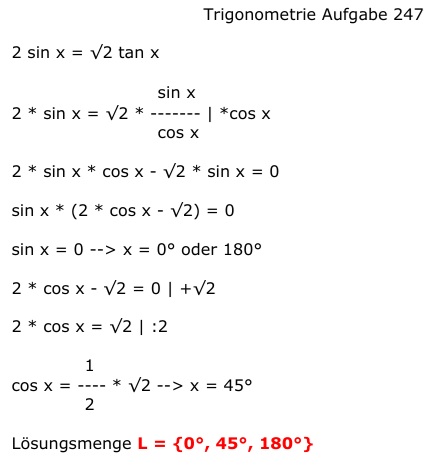 Trigonometrie Aufgabe 247
2 sin x = √2 tan x
sin x
2 * sin x = √2 * ------- | *cos x
cos x
2 * sin x * cos x - √2 * sin x = 0
sin x * (2 * cos x - √2) = 0
sin x = 0 --> x = 0° oder 180°
2 * cos x - √2 = 0 | +√2
2 * cos x = √2 | :2
1
cos x = ---- * √2 --> x = 45°
2
Lösungsmenge L = {0°, 45°, 180°}